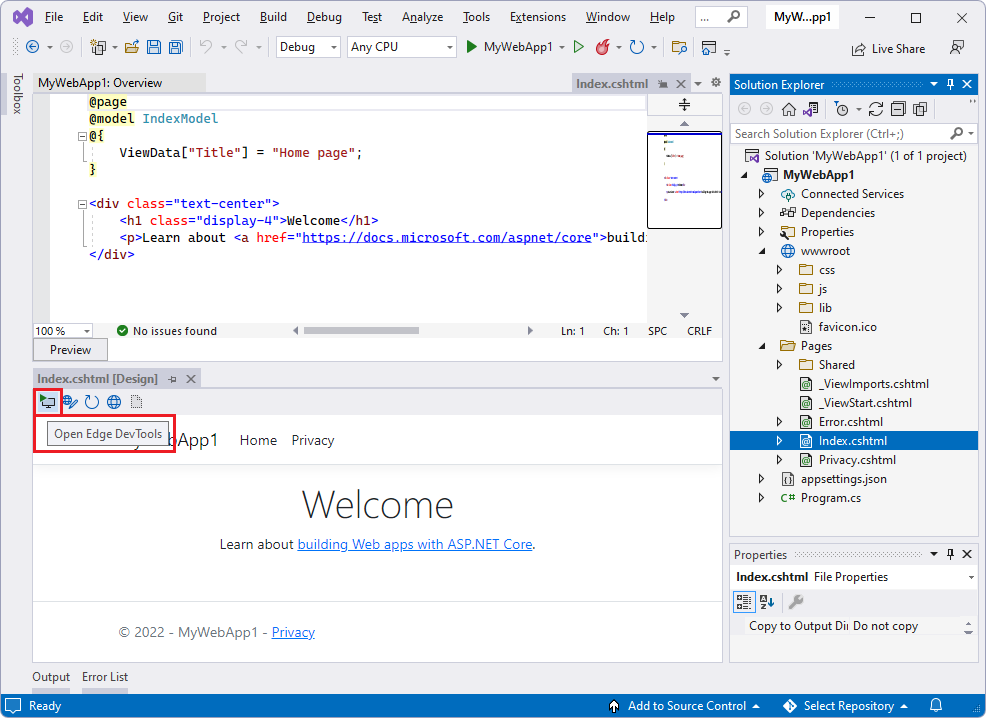 File Edit View Git Project Build Debug Test Analyze Tools Extensions Window Help ... MyW...pp1
Debug Any CPU MyWebApp1 Live Share
Toolbox
MyWebApp1: Overview Index.cshtml
@page
@model IndexModel
@{
ViewData["Title"] = "Home page";
}
<div class="text-center">
<h1 class="display-4">Welcome</h1>
<p>Learn about <a href="https://docs.microsoft.com/aspnet/core">buildi
</div>
100 % No issues found Ln: 1 Ch: 1 SPC CRLF
Preview
Index.cshtml [Design]
Open Edge DevTools
bApp1 Home Privacy
Welcome
Learn about building Web apps with ASP.NET Core.
© 2022 - MyWebApp1 - Privacy
Output Error List
Solution Explorer
Search Solution Explorer (Ctrl+;)
Solution 'MyWebApp1' (1 of 1 project)
MyWebApp1
Connected Services
Dependencies
Properties
wwwroot
css
js
lib
favicon.ico
Pages
Shared
_ViewImports.cshtml
_ViewStart.cshtml
Error.cshtml
Index.cshtml
Privacy.cshtml
appsettings.json
C# Program.cs
Properties
Index.cshtml File Properties
Copy to Output Dir Do not copy
Ready Add to Source Control Select Repository